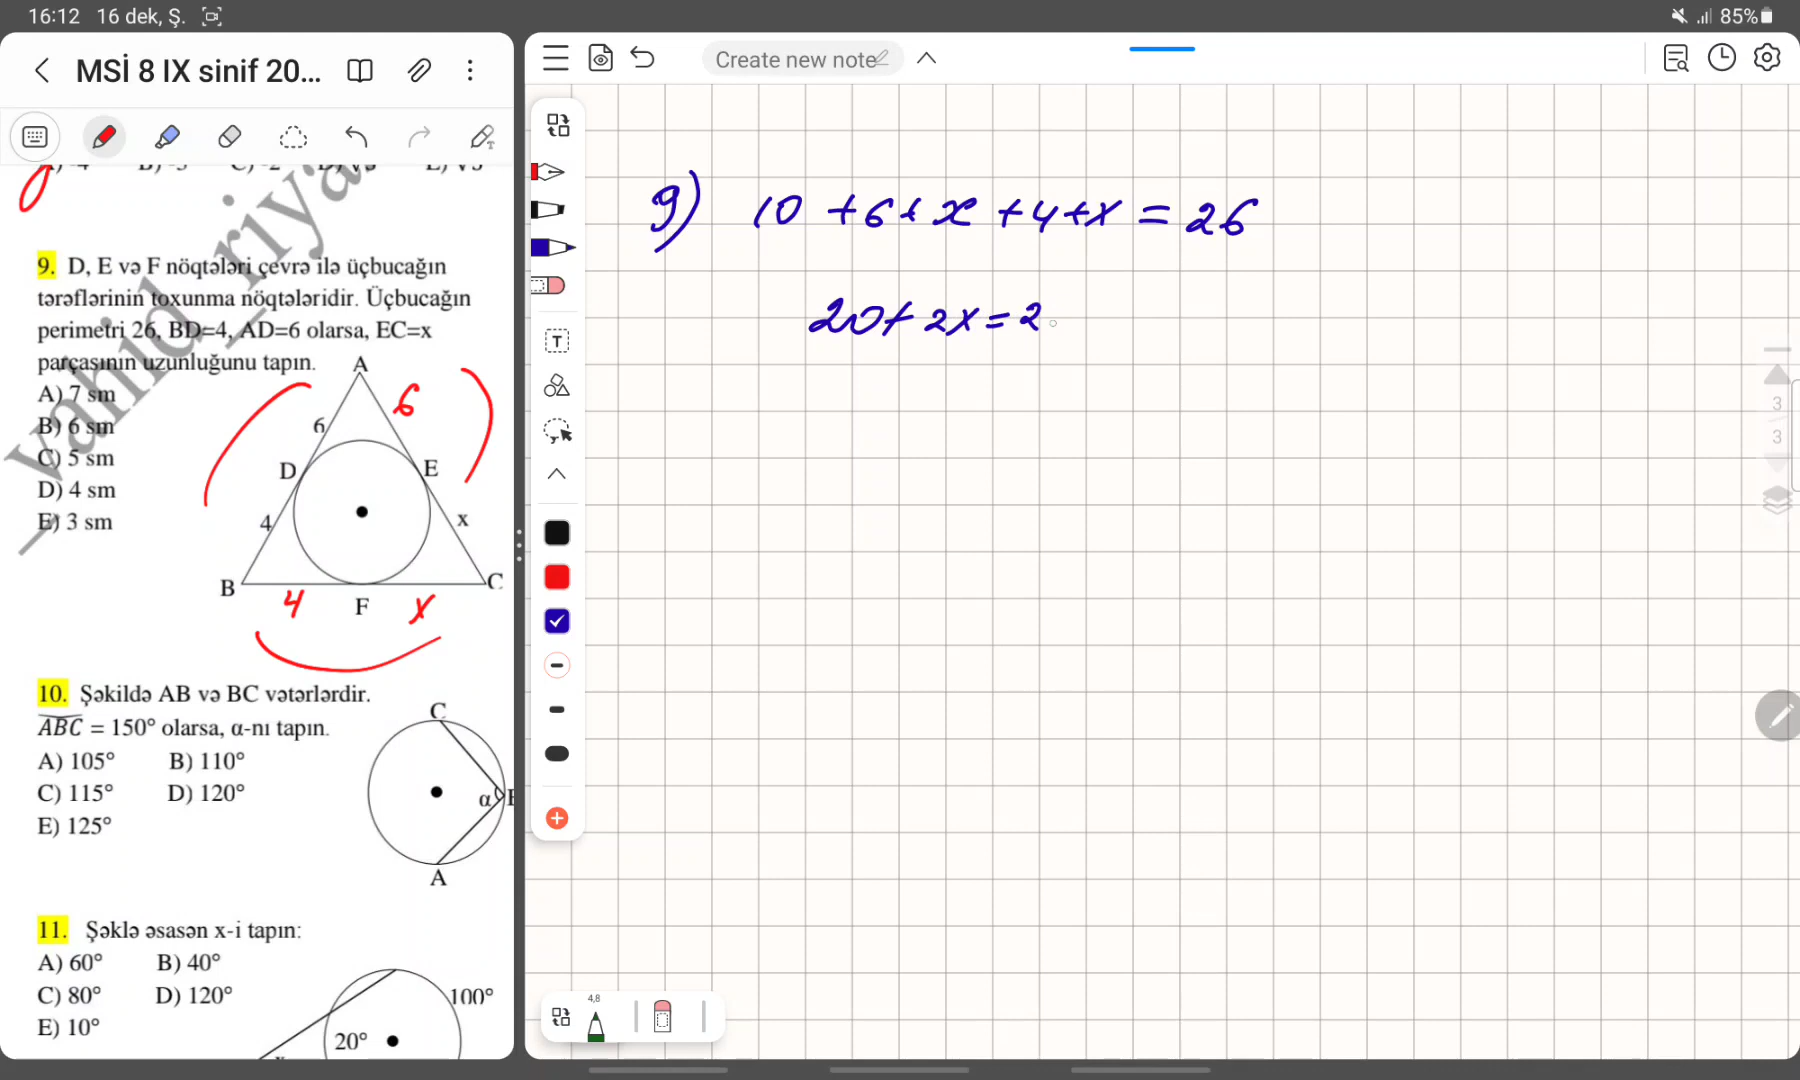 16:12 16 dek, Ş.
85%
MSİ 8 IX sinif 20...
Create new note
9. D, E və F nöqtələri çevrə ilə üçbucağın
tərəflərinin toxunma nöqtələridir. Üçbucağın
perimetri 26, BD=4, AD=6 olarsa, EC=x
parçasının uzunluğunu tapın.
A) 7 sm
B) 6 sm
C) 5 sm
D) 4 sm
E) 3 sm
A
6
6
D
E
4
x
B
C
4
F
x
10. Şəkildə AB və BC vətərlərdir.
ABC = 150° olarsa, α-nı tapın.
A) 105° B) 110°
C) 115° D) 120°
E) 125°
C
α
A
11. Şəklə əsasən x-i tapın:
A) 60° B) 40°
C) 80° D) 120°
E) 10°
100°
20°
9) 10 + 6 + x + 4 + x = 26
20 + 2x = 2
T
4,8
3
3